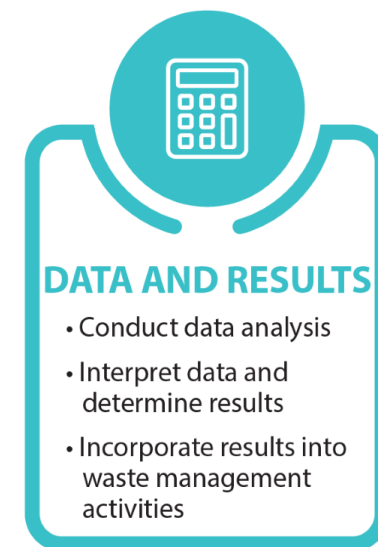 DATA AND RESULTS
• Conduct data analysis
• Interpret data and
determine results
• Incorporate results into
waste management
activities